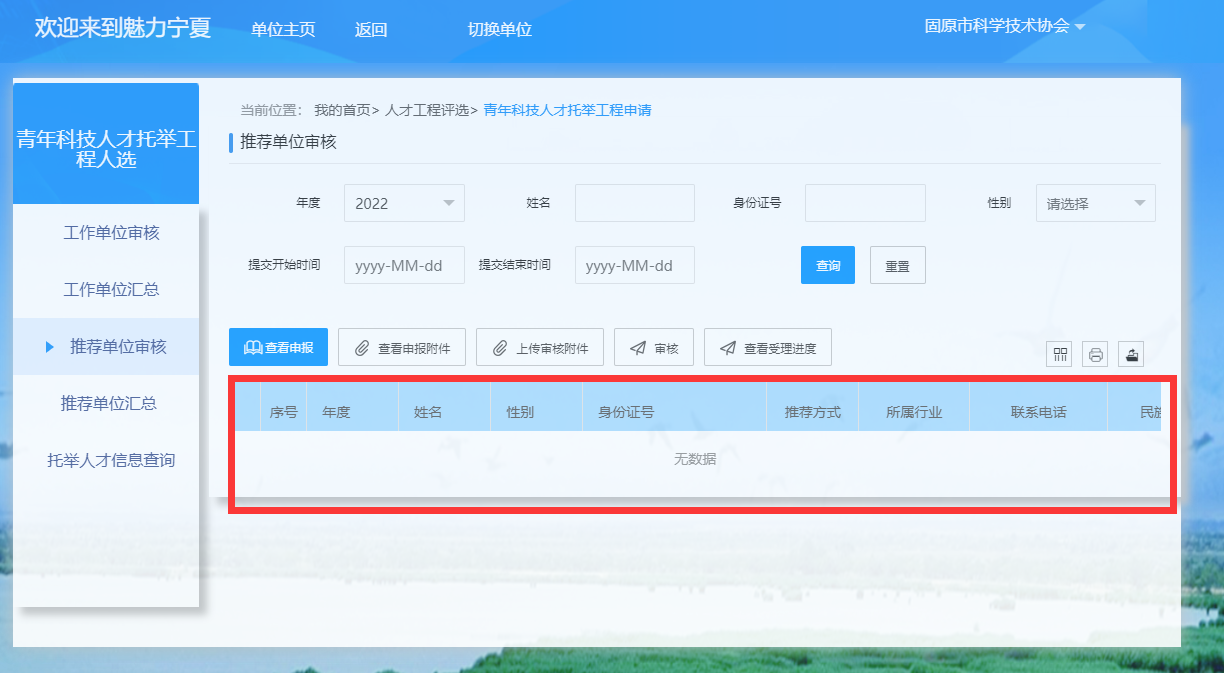 欢迎来到魅力宁夏 单位主页 返回 切换单位 固原市科学技术协会
青年科技人才托举工
程人选
工作单位审核
工作单位汇总
推荐单位审核
推荐单位汇总
托举人才信息查询
当前位置： 我的首页> 人才工程评选> 青年科技人才托举工程申请
推荐单位审核
年度 2022 姓名 身份证号 性别 请选择
提交开始时间 yyyy-MM-dd 提交结束时间 yyyy-MM-dd 查询 重置
查看申报 查看申报附件 上传审核附件 审核 查看受理进度
序号 年度 姓名 性别 身份证号 推荐方式 所属行业 联系电话 民族
无数据